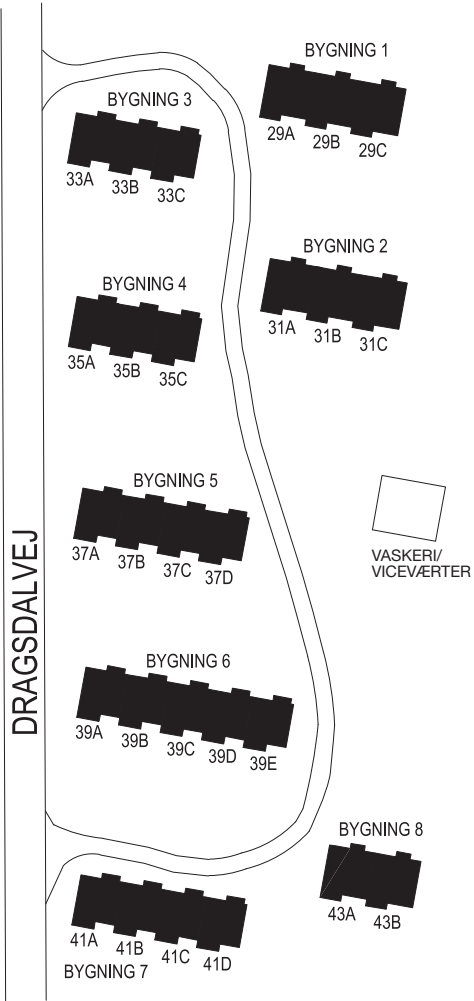 BYGNING 1
29A
29B
29C
BYGNING 3
33A
33B
33C
BYGNING 2
31A
31B
31C
BYGNING 4
35A
35B
35C
BYGNING 5
37A
37B
37C
37D
VASKERI/
VICEVÆRTER
DRAGSDALVEJ
BYGNING 6
39A
39B
39C
39D
39E
BYGNING 8
43A
43B
41A
41B
41C
41D
BYGNING 7